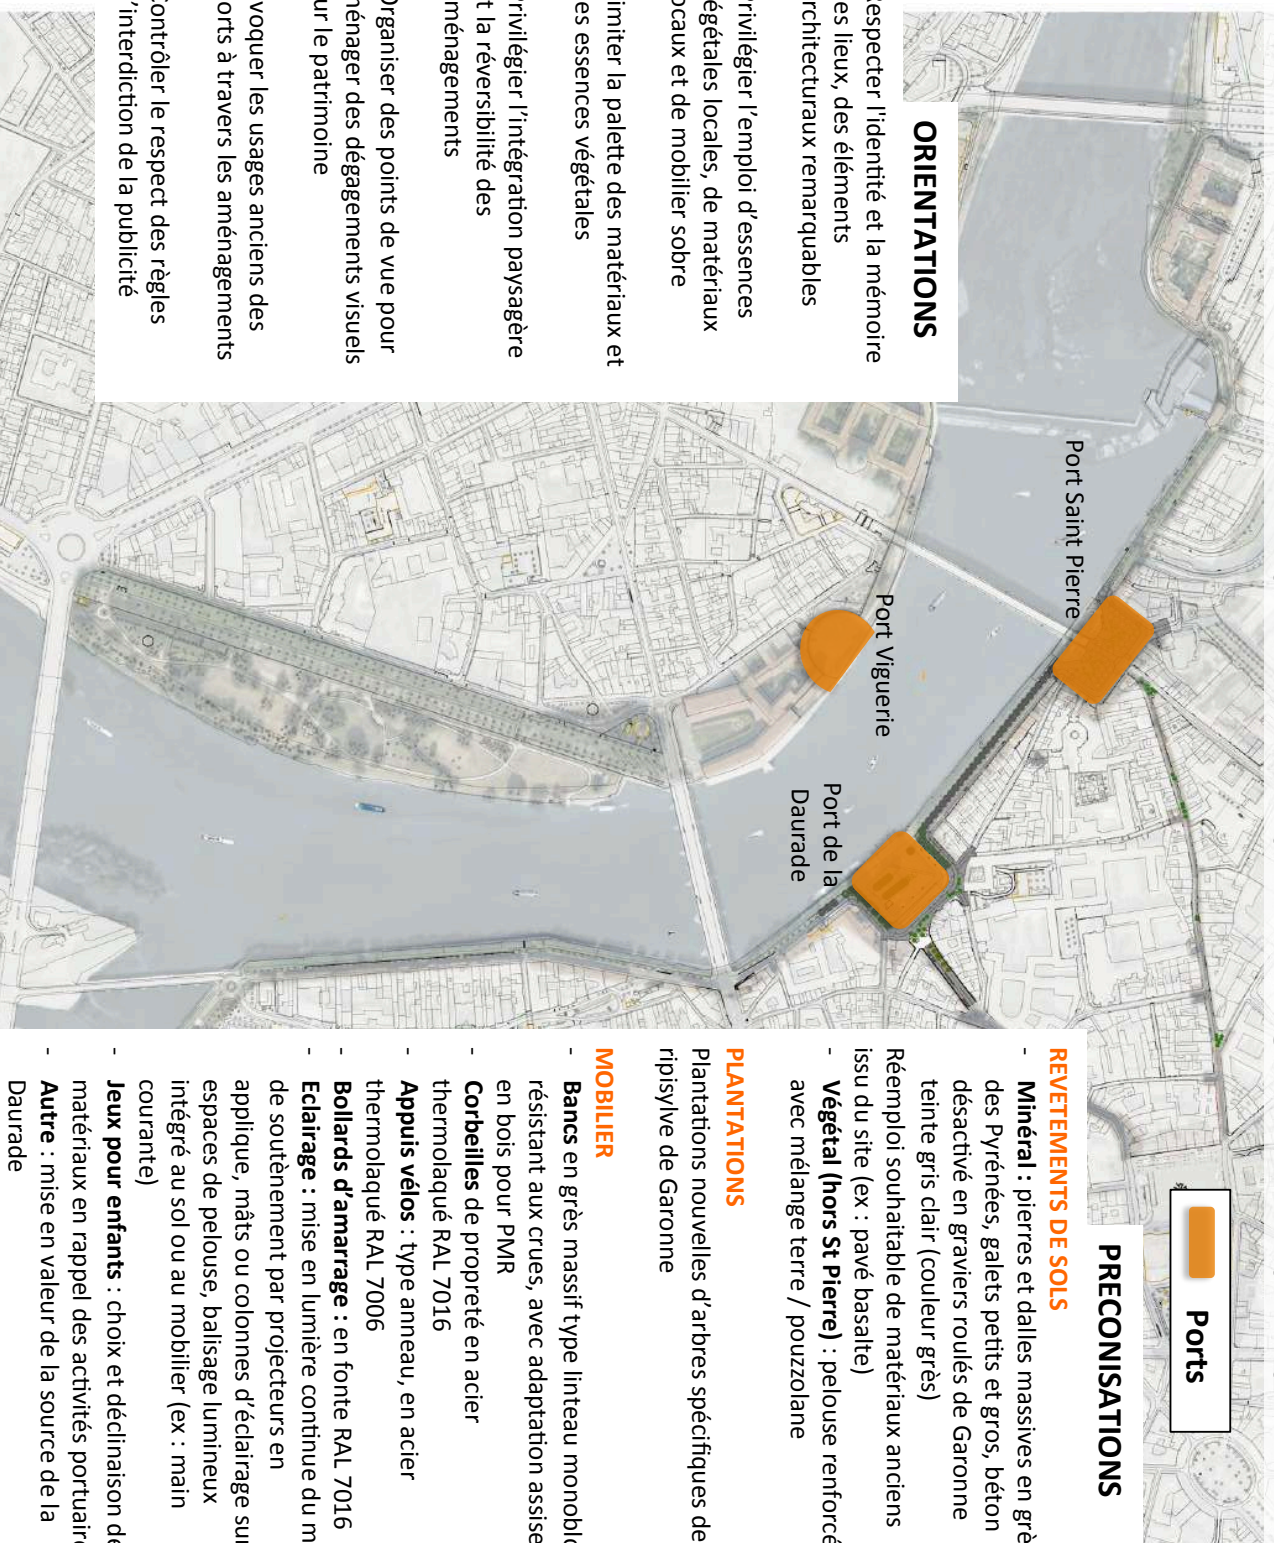 ORIENTATIONS
Respecter l'identité et la mémoire
es lieux, des éléments
rchitecturaux remarquables
Privilégier l'emploi d'essences
égétales locales, de matériaux
ocaux et de mobilier sobre
imiter la palette des matériaux et
es essences végétales
Privilégier l'intégration paysagère
t la réversibilité des
ménagements
Organiser des points de vue pour
ménager des dégagements visuels
ur le patrimoine
voquer les usages anciens des
orts à travers les aménagements
Contrôler le respect des règles
'interdiction de la publicité
Port Saint Pierre
Port Viguerie
Port de la
Daurade
Ports
PRECONISATIONS
REVETEMENTS DE SOLS
- Minéral : pierres et dalles massives en grè
des Pyrénées, galets petits et gros, béton
désactivé en graviers roulés de Garonne
teinte gris clair (couleur grès)
Réemploi souhaitable de matériaux anciens
issu du site (ex : pavé basalte)
- Végétal (hors St Pierre) : pelouse renforcé
avec mélange terre / pouzzolane
PLANTATIONS
Plantations nouvelles d'arbres spécifiques de
ripisylve de Garonne
MOBILIER
- Bancs en grès massif type linteau monoblo
résistant aux crues, avec adaptation assise
en bois pour PMR
- Corbeilles de propreté en acier
thermolaqué RAL 7016
- Appuis vélos : type anneau, en acier
thermolaqué RAL 7006
- Bollards d'amarrage : en fonte RAL 7016
- Eclairage : mise en lumière continue du m
de soutènement par projecteurs en
applique, mâts ou colonnes d'éclairage sur
espaces de pelouse, balisage lumineux
intégré au sol ou au mobilier (ex : main
courante)
- Jeux pour enfants : choix et déclinaison de
matériaux en rappel des activités portuaire
- Autre : mise en valeur de la source de la
Daurade